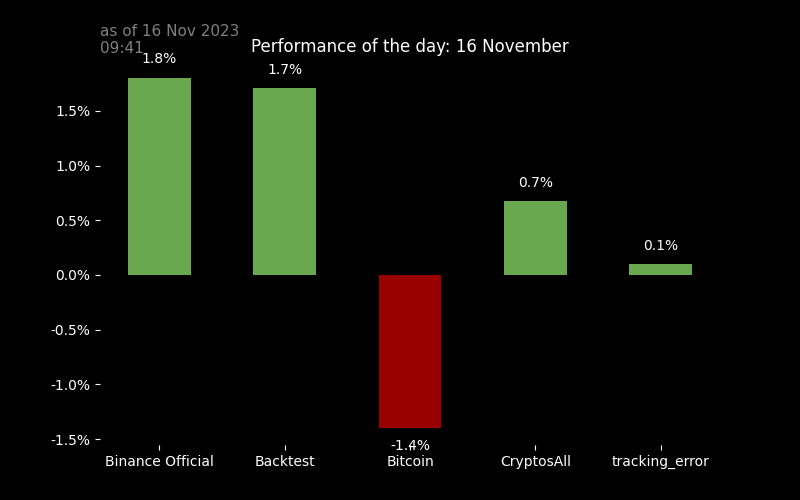 as of 16 Nov 2023
09:41
Performance of the day: 16 November
1.8%
1.7%
1.5%
1.0%
0.7%
0.5%
0.1%
0.0%
-0.5%
-1.0%
-1.5%
-1.4%
Binance Official
Backtest
Bitcoin
CryptosAll
tracking_error